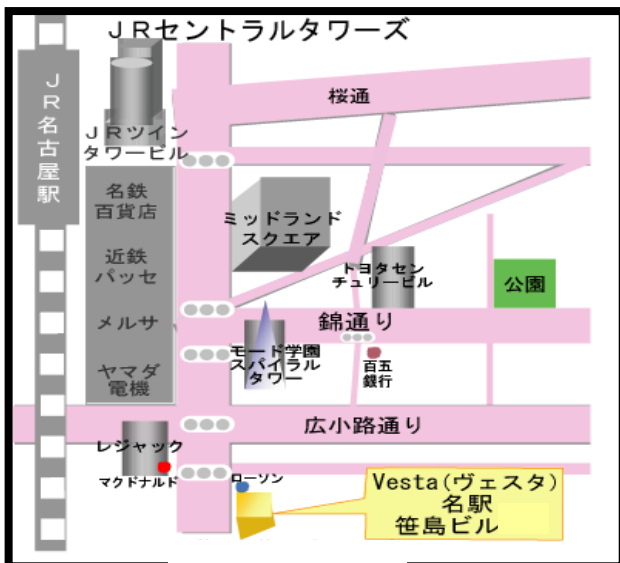 ＪＲセントラルタワーズ
ＪＲ名古屋駅
桜通
ＪＲツイン
タワービル
名鉄
百貨店
ミッドランド
スクエア
近鉄
パッセ
トヨタセン
チュリービル
公園
メルサ
錦通り
モード学園
スパイラル
タワー
百五
銀行
ヤマダ
電機
広小路通り
レジャック
マクドナルド
ローソン
Vesta(ヴェスタ)
名駅
笹島ビル